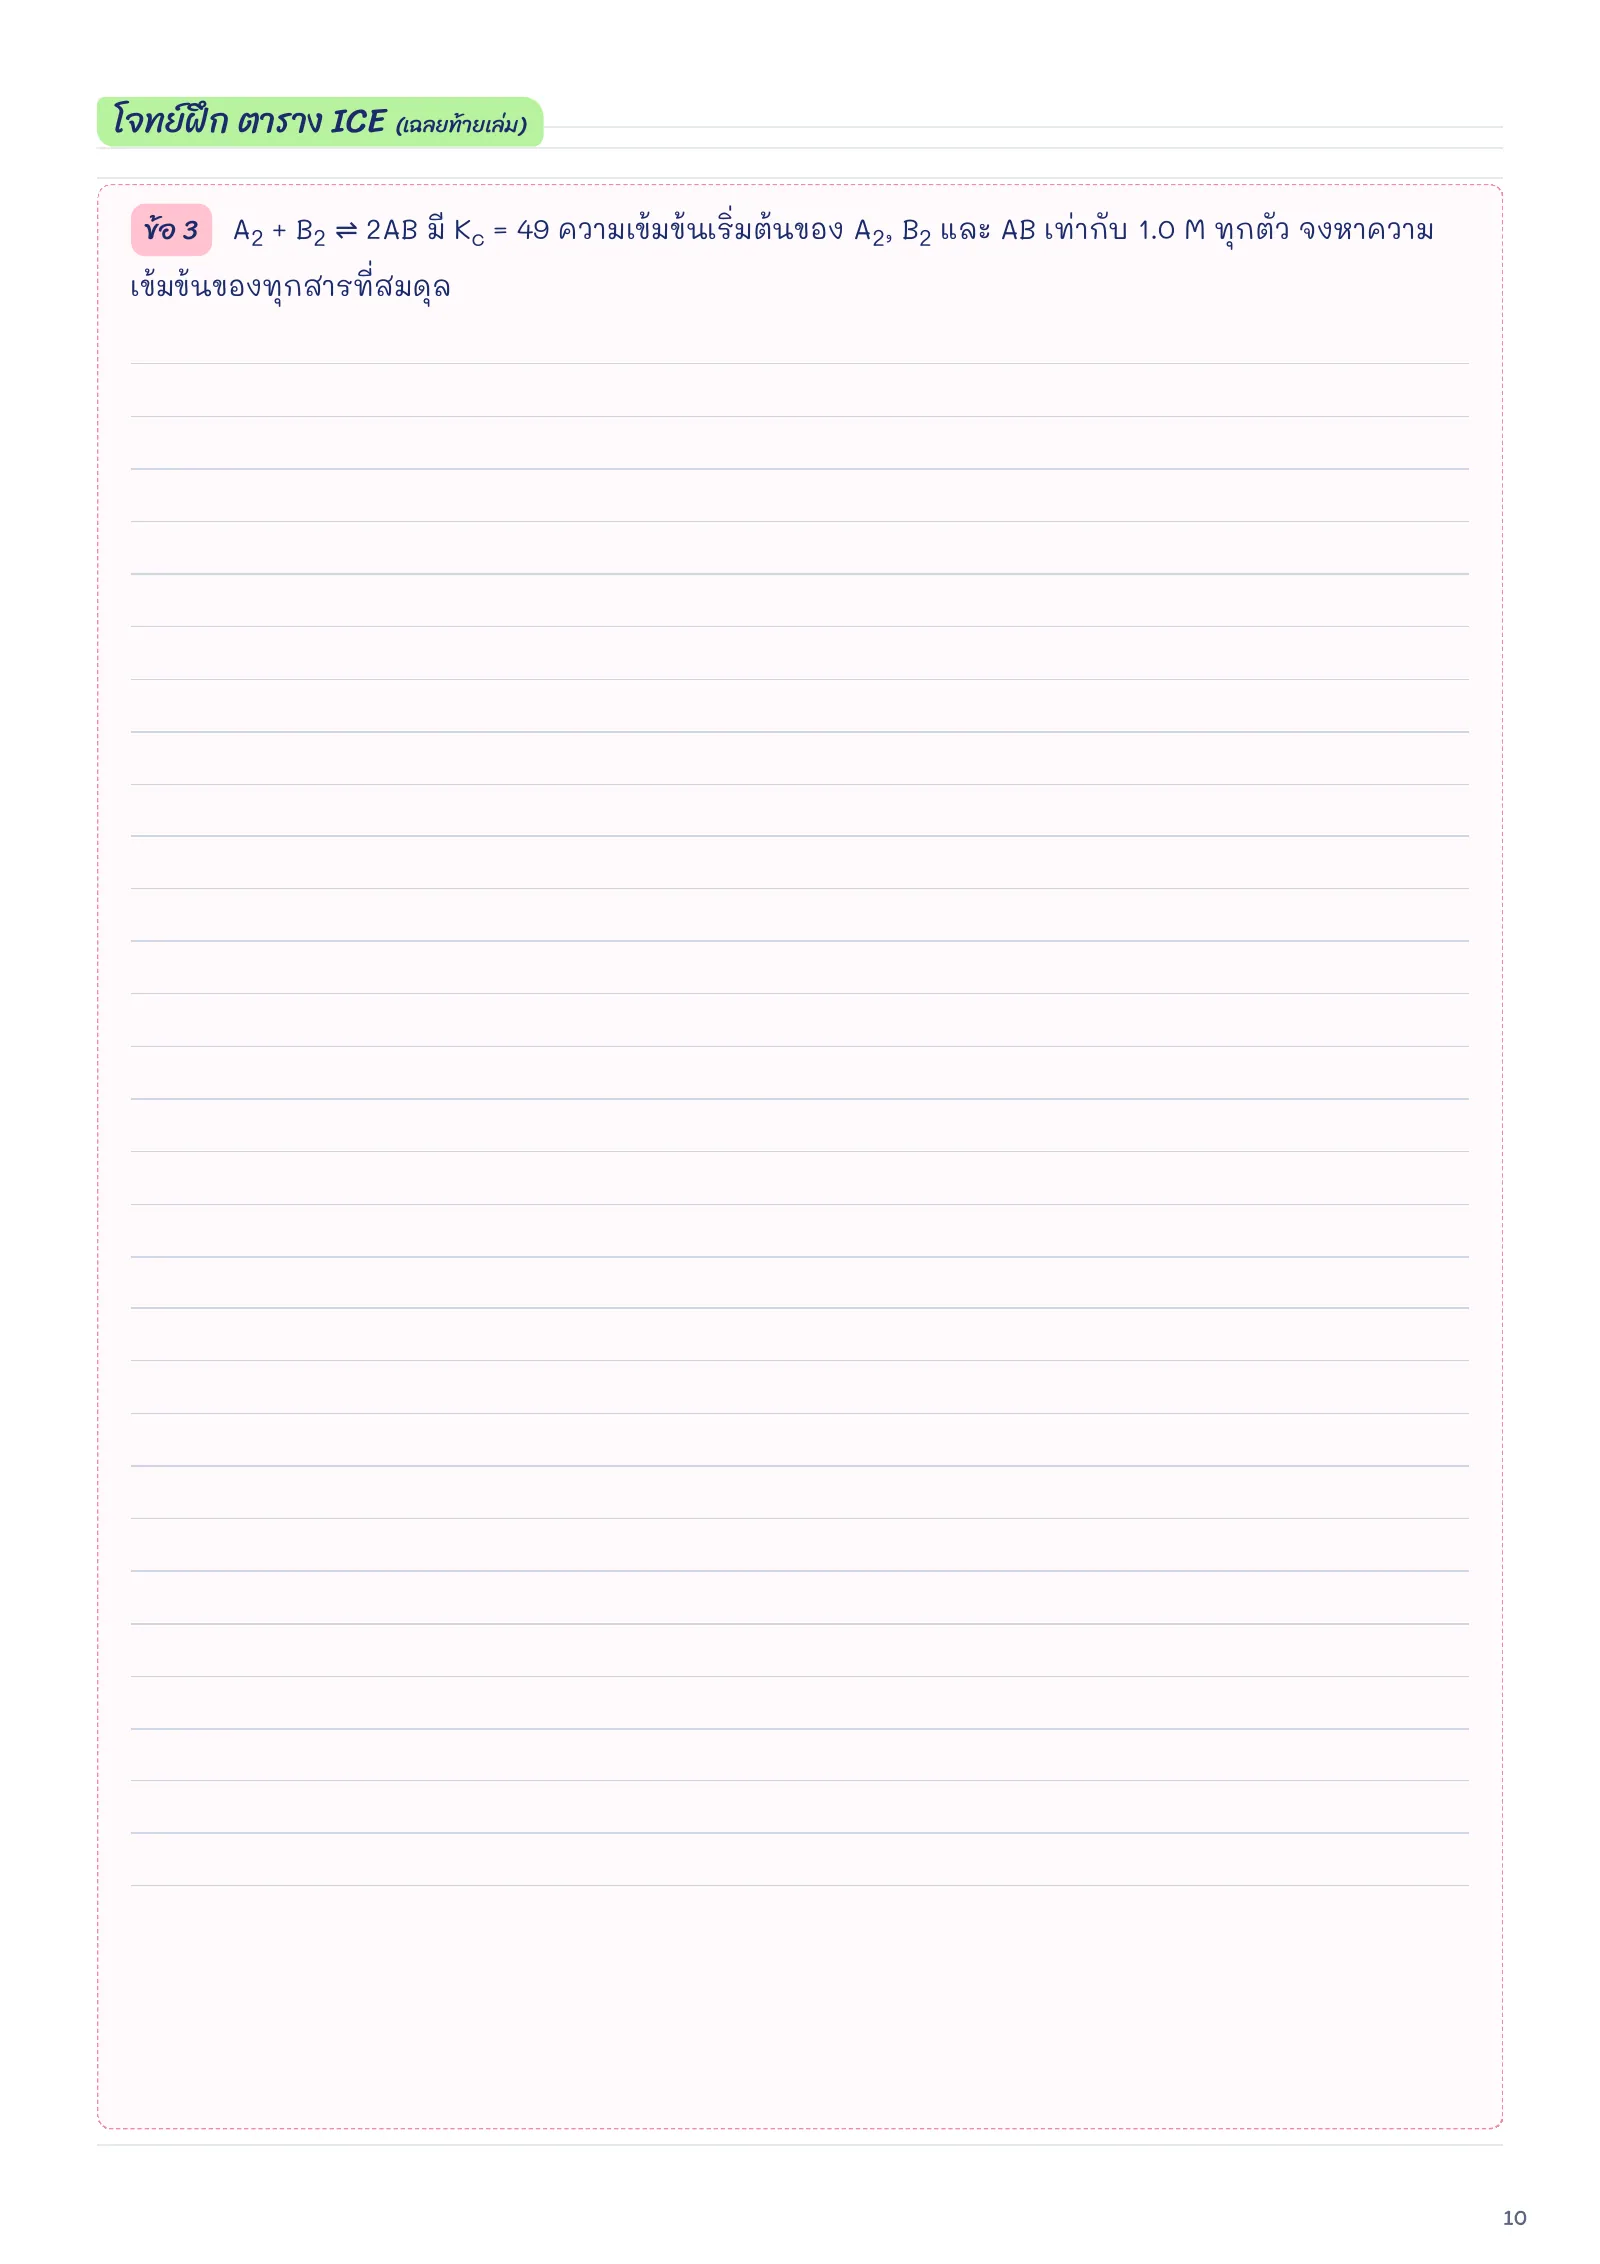 โจทย์ฝึก ตาราง ICE (เฉลยท้ายเล่ม)
ข้อ 3 A₂ + B₂ ⇌ 2AB มี K꜀ = 49 ความเข้มข้นเริ่มต้นของ A₂, B₂ และ AB เท่ากับ 1.0 M ทุกตัว จงหาความ
เข้มข้นของทุกสารที่สมดุล
10